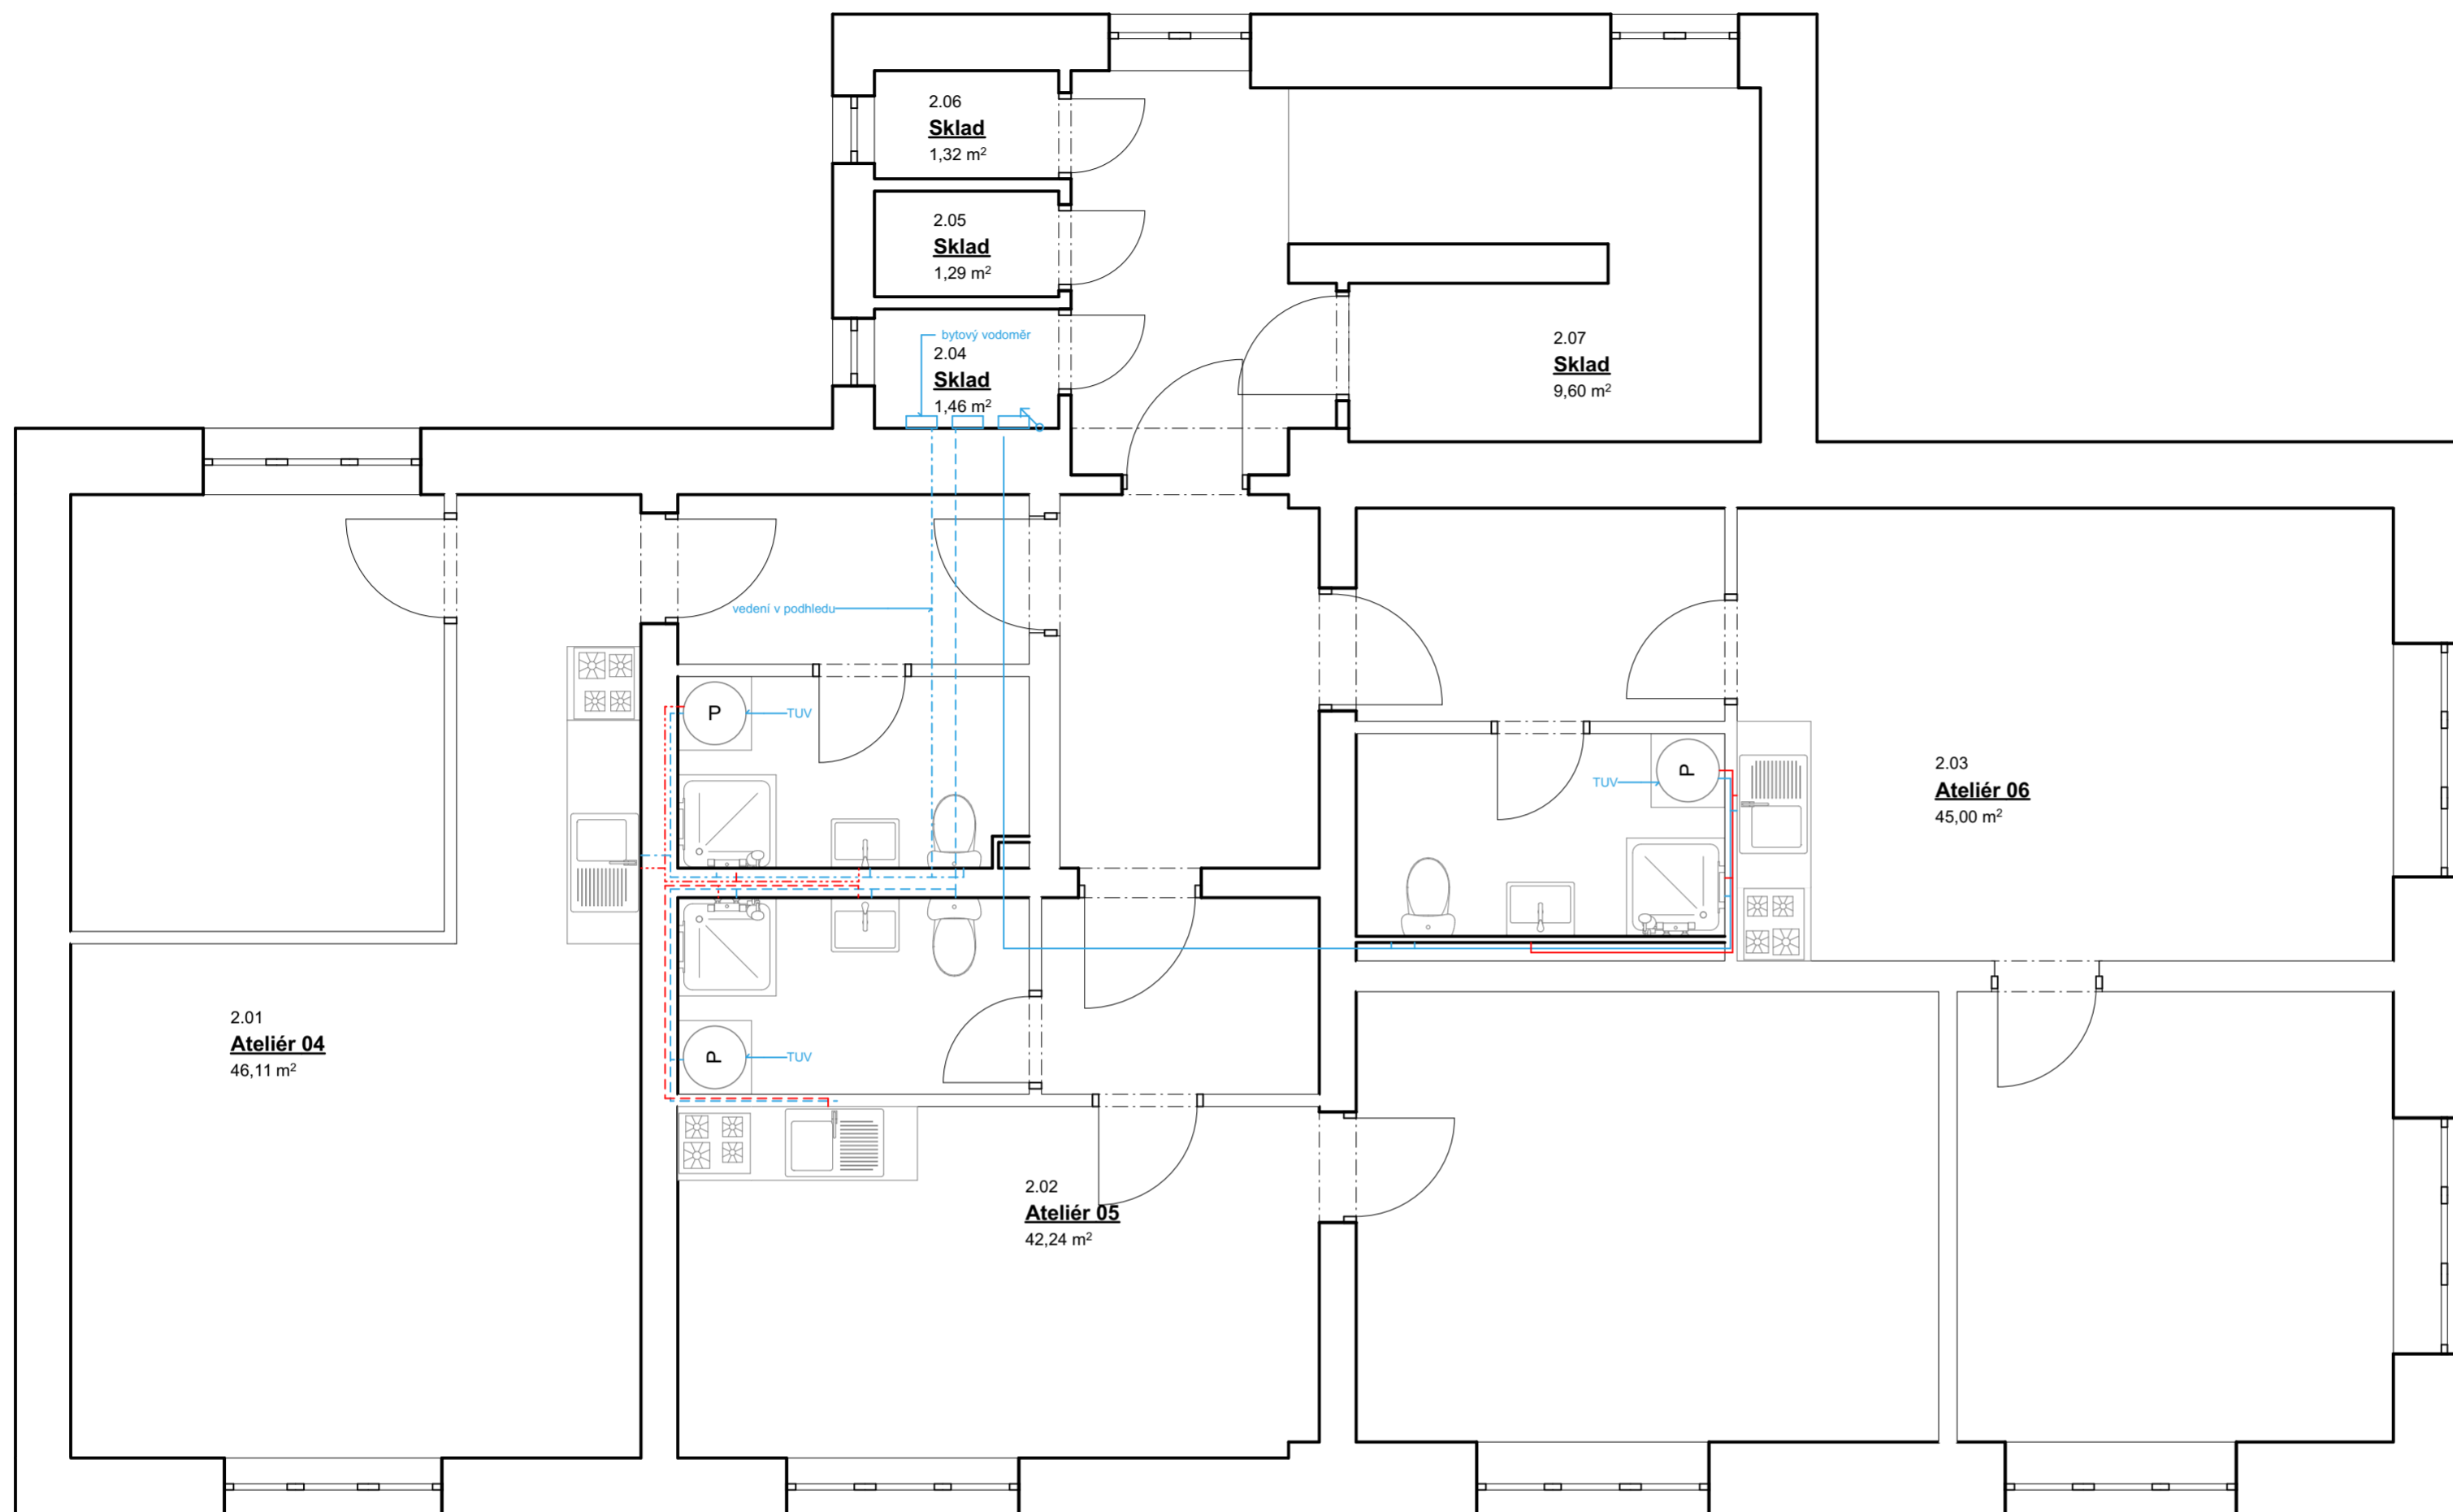 2.06
Sklad
1,32 m²
2.05
Sklad
1,29 m²
bytový vodoměr
2.04
Sklad
1,46 m²
2.07
Sklad
9,60 m²
vedení v podhledu
P
TUV
P
TUV
2.03
Ateliér 06
45,00 m²
2.01
Ateliér 04
46,11 m²
P
TUV
2.02
Ateliér 05
42,24 m²